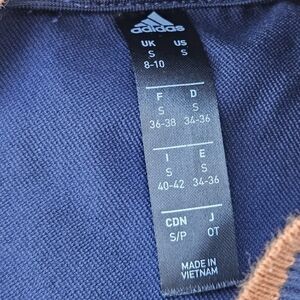 adidas
UK US
S S
8-10
F D
S S
36-38 34-36
I E
S S
40-42 34-36
CDN J
S/P OT
MADE IN
VIETNAM